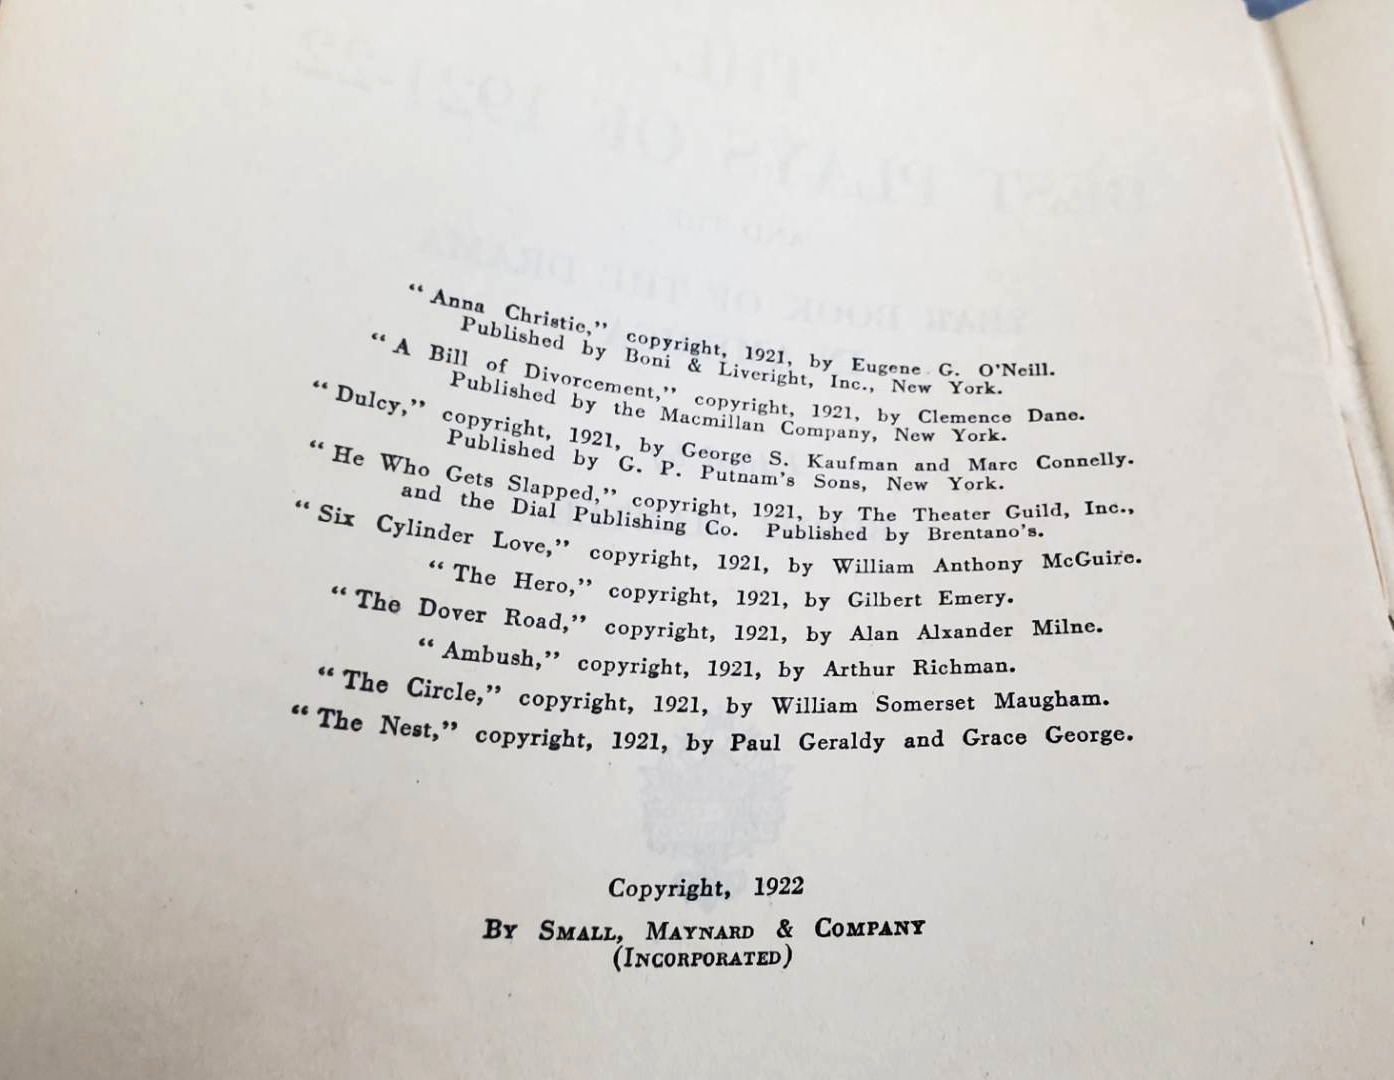 “Anna Christie,” copyright, 1921, by Eugene G. O'Neill.
Published by Boni & Liveright, Inc., New York.
“A Bill of Divorcement,” copyright, 1921, by Clemence Dane.
Published by the Macmillan Company, New York.
“Dulcy,” copyright, 1921, by George S. Kaufman and Marc Connelly.
Published by G. P. Putnam's Sons, New York.
“He Who Gets Slapped,” copyright, 1921, by The Theater Guild, Inc.,
and the Dial Publishing Co. Published by Brentano's.
“Six Cylinder Love,” copyright, 1921, by William Anthony McGuire.
“The Hero,” copyright, 1921, by Gilbert Emery.
“The Dover Road,” copyright, 1921, by Alan Alxander Milne.
“Ambush,” copyright, 1921, by Arthur Richman.
“The Circle,” copyright, 1921, by William Somerset Maugham.
“The Nest,” copyright, 1921, by Paul Geraldy and Grace George.
Copyright, 1922
By Small, Maynard & Company
(Incorporated)